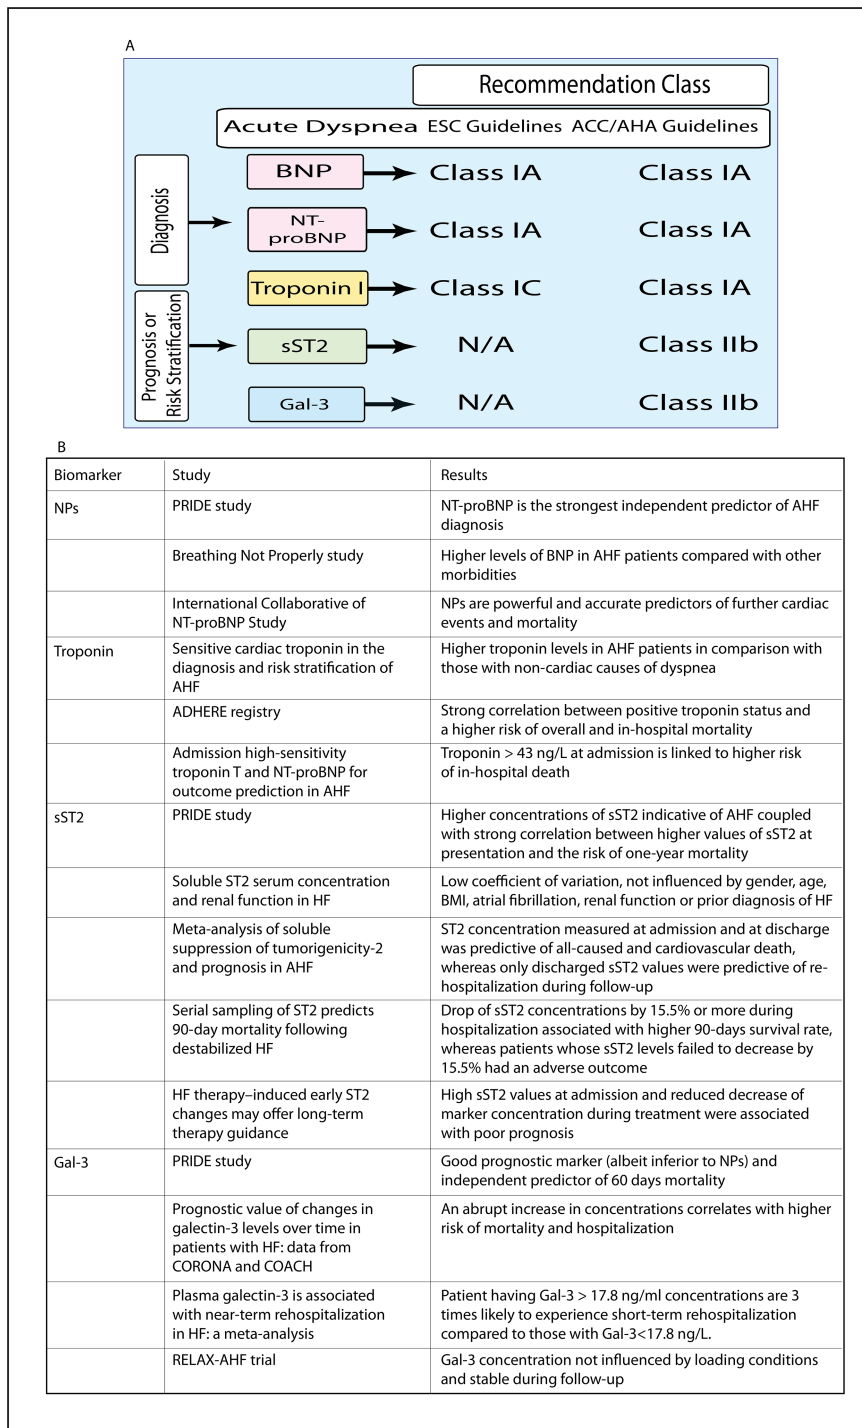 A
Recommendation Class
Acute Dyspnea ESC Guidelines ACC/AHA Guidelines
Diagnosis
BNP Class IA Class IA
NT-
proBNP Class IA Class IA
Troponin I Class IC Class IA
Prognosis or
Risk Stratification
sST2 N/A Class IIb
Gal-3 N/A Class IIb
B
Biomarker Study Results
NPs PRIDE study NT-proBNP is the strongest independent predictor of AHF
diagnosis
Breathing Not Properly study Higher levels of BNP in AHF patients compared with other
morbidities
International Collaborative of NPs are powerful and accurate predictors of further cardiac
NT-proBNP Study events and mortality
Troponin Sensitive cardiac troponin in the Higher troponin levels in AHF patients in comparison with
diagnosis and risk stratification of those with non-cardiac causes of dyspnea
AHF
ADHERE registry Strong correlation between positive troponin status and
a higher risk of overall and in-hospital mortality
Admission high-sensitivity Troponin > 43 ng/L at admission is linked to higher risk
troponin T and NT-proBNP for of in-hospital death
outcome prediction in AHF
sST2 PRIDE study Higher concentrations of sST2 indicative of AHF coupled
with strong correlation between higher values of sST2 at
presentation and the risk of one-year mortality
Soluble ST2 serum concentration Low coefficient of variation, not influenced by gender, age,
and renal function in HF BMI, atrial fibrillation, renal function or prior diagnosis of HF
Meta-analysis of soluble ST2 concentration measured at admission and at discharge
suppression of tumorigenicity-2 was predictive of all-caused and cardiovascular death,
and prognosis in AHF whereas only discharged sST2 values were predictive of re-
hospitalization during follow-up
Serial sampling of ST2 predicts Drop of sST2 concentrations by 15.5% or more during
90-day mortality following hospitalization associated with higher 90-days survival rate,
destabilized HF whereas patients whose sST2 levels failed to decrease by
15.5% had an adverse outcome
HF therapy–induced early ST2 High sST2 values at admission and reduced decrease of
changes may offer long-term marker concentration during treatment were associated
therapy guidance with poor prognosis
Gal-3 PRIDE study Good prognostic marker (albeit inferior to NPs) and
independent predictor of 60 days mortality
Prognostic value of changes in An abrupt increase in concentrations correlates with higher
galectin-3 levels over time in risk of mortality and hospitalization
patients with HF: data from
CORONA and COACH
Plasma galectin-3 is associated Patient having Gal-3 > 17.8 ng/ml concentrations are 3
with near-term rehospitalization times likely to experience short-term rehospitalization
in HF: a meta-analysis compared to those with Gal-3<17.8 ng/L.
RELAX-AHF trial Gal-3 concentration not influenced by loading conditions
and stable during follow-up